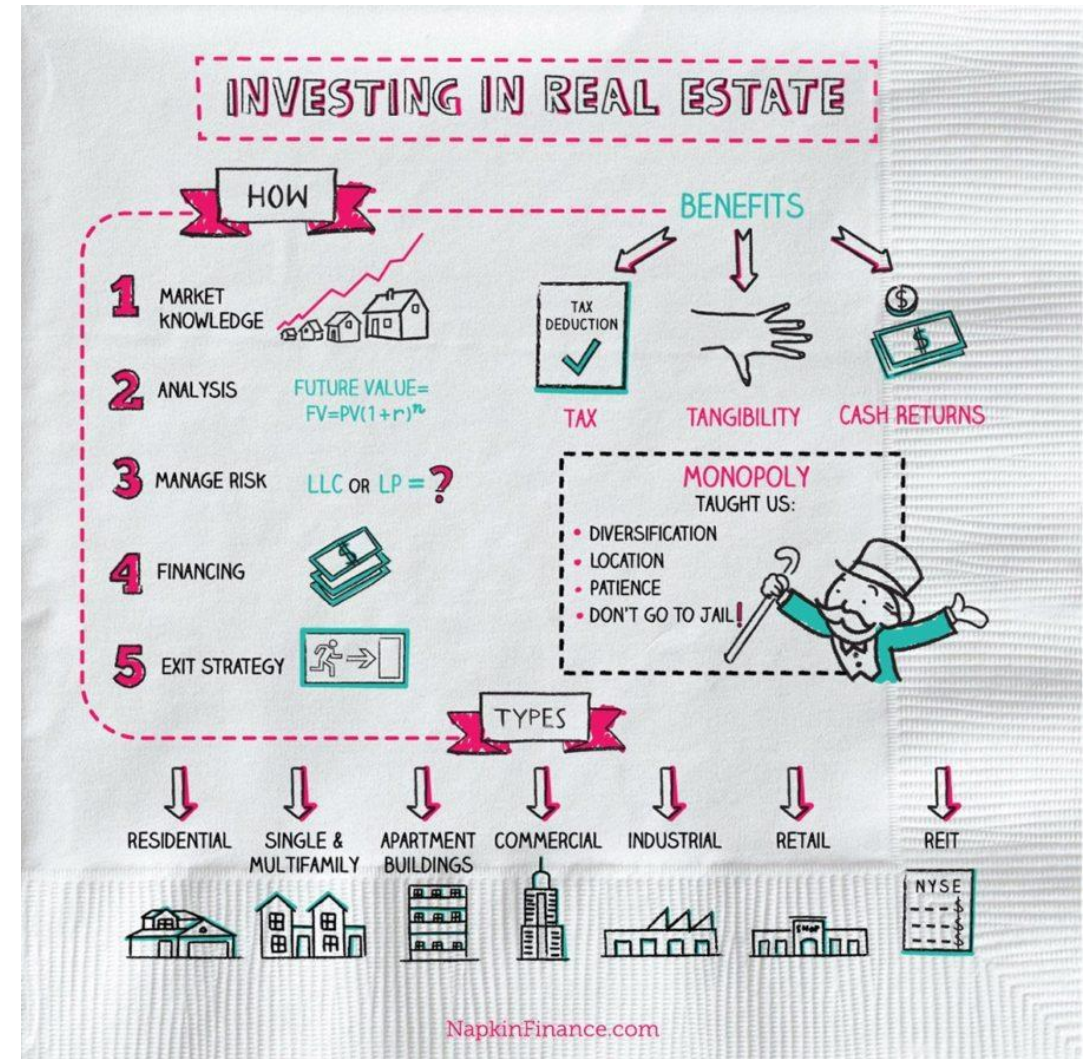 INVESTING IN REAL ESTATE
HOW
1 MARKET
KNOWLEDGE
2 ANALYSIS
FUTURE VALUE=
FV=PV(1+r)ⁿ
3 MANAGE RISK
LLC OR LP = ?
4 FINANCING
$
5 EXIT STRATEGY
BENEFITS
TAX
DEDUCTION
TAX
TANGIBILITY
$
$
CASH RETURNS
MONOPOLY
TAUGHT US:
• DIVERSIFICATION
• LOCATION
• PATIENCE
• DON'T GO TO JAIL!
TYPES
RESIDENTIAL
SINGLE &
MULTIFAMILY
APARTMENT
BUILDINGS
COMMERCIAL
INDUSTRIAL
RETAIL
SHOP
REIT
NYSE
---$
---$
---$
NapkinFinance.com